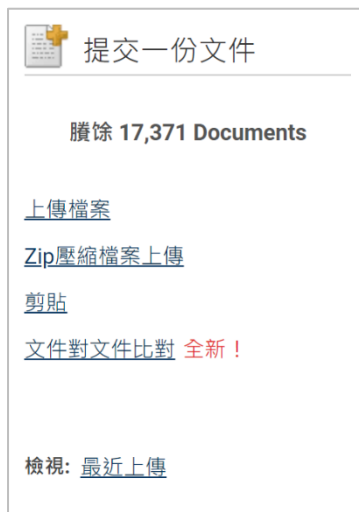 提交一份文件
賸馀 17,371 Documents
上傳檔案
Zip壓縮檔案上傳
剪貼
文件對文件比對 全新！
檢視: 最近上傳